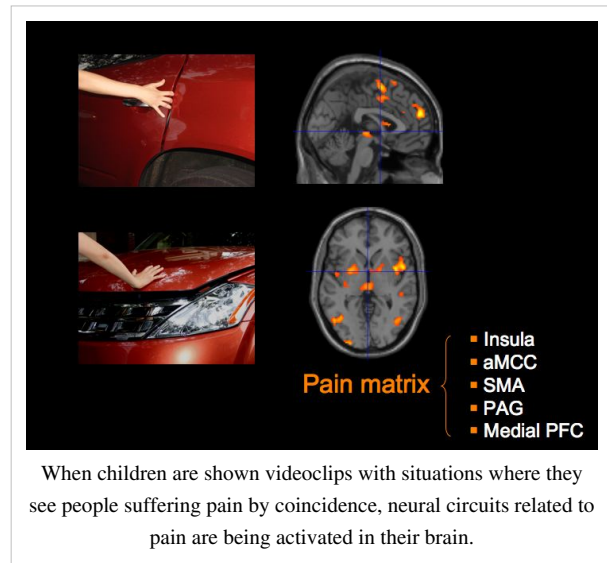 Pain matrix
▪ Insula
▪ aMCC
▪ SMA
▪ PAG
▪ Medial PFC
When children are shown videoclips with situations where they
see people suffering pain by coincidence, neural circuits related to
pain are being activated in their brain.